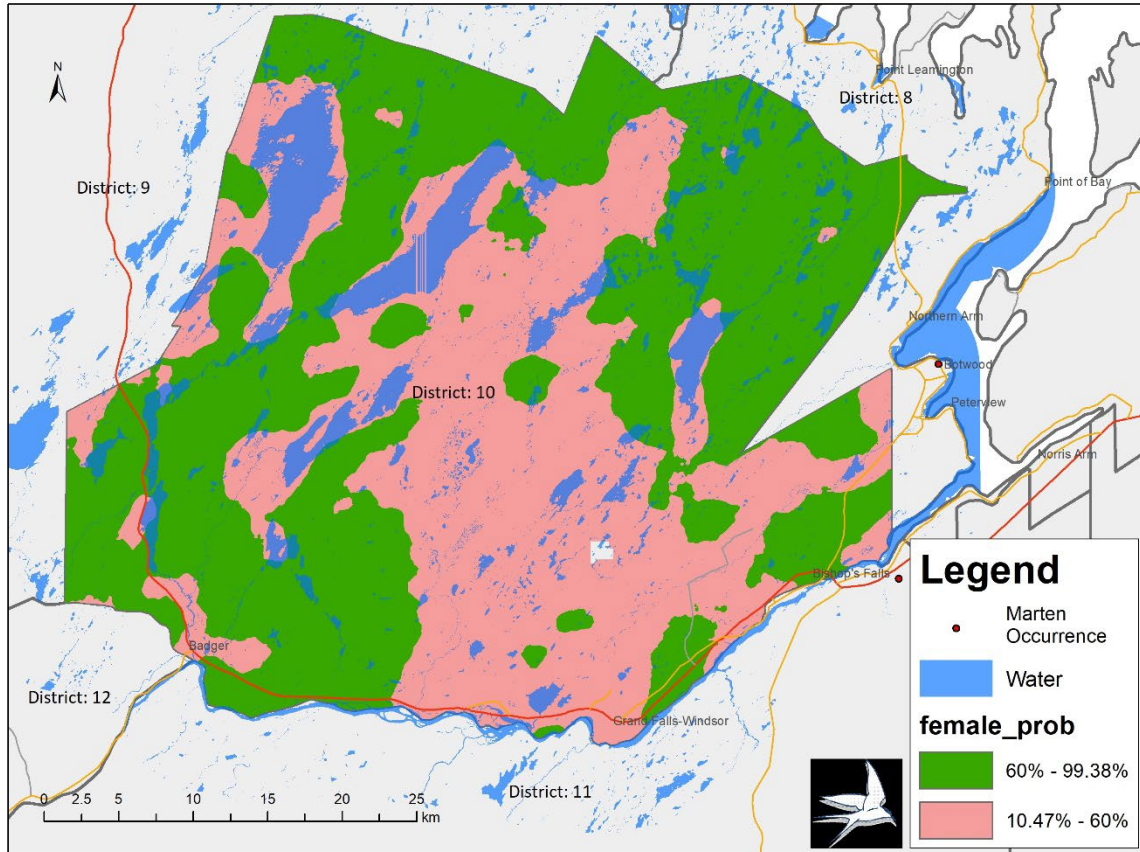 N
Point Leamington
District: 8
District: 9
Point of Bay
Northern Arm
Botwood
District: 10
Peterview
Norris Arm
Bishop's Falls
Badger
District: 12
Grand Falls-Windsor
District: 11
0 2.5 5 10 15 20 25
km
Legend
Marten
Occurrence
Water
female_prob
60% - 99.38%
10.47% - 60%